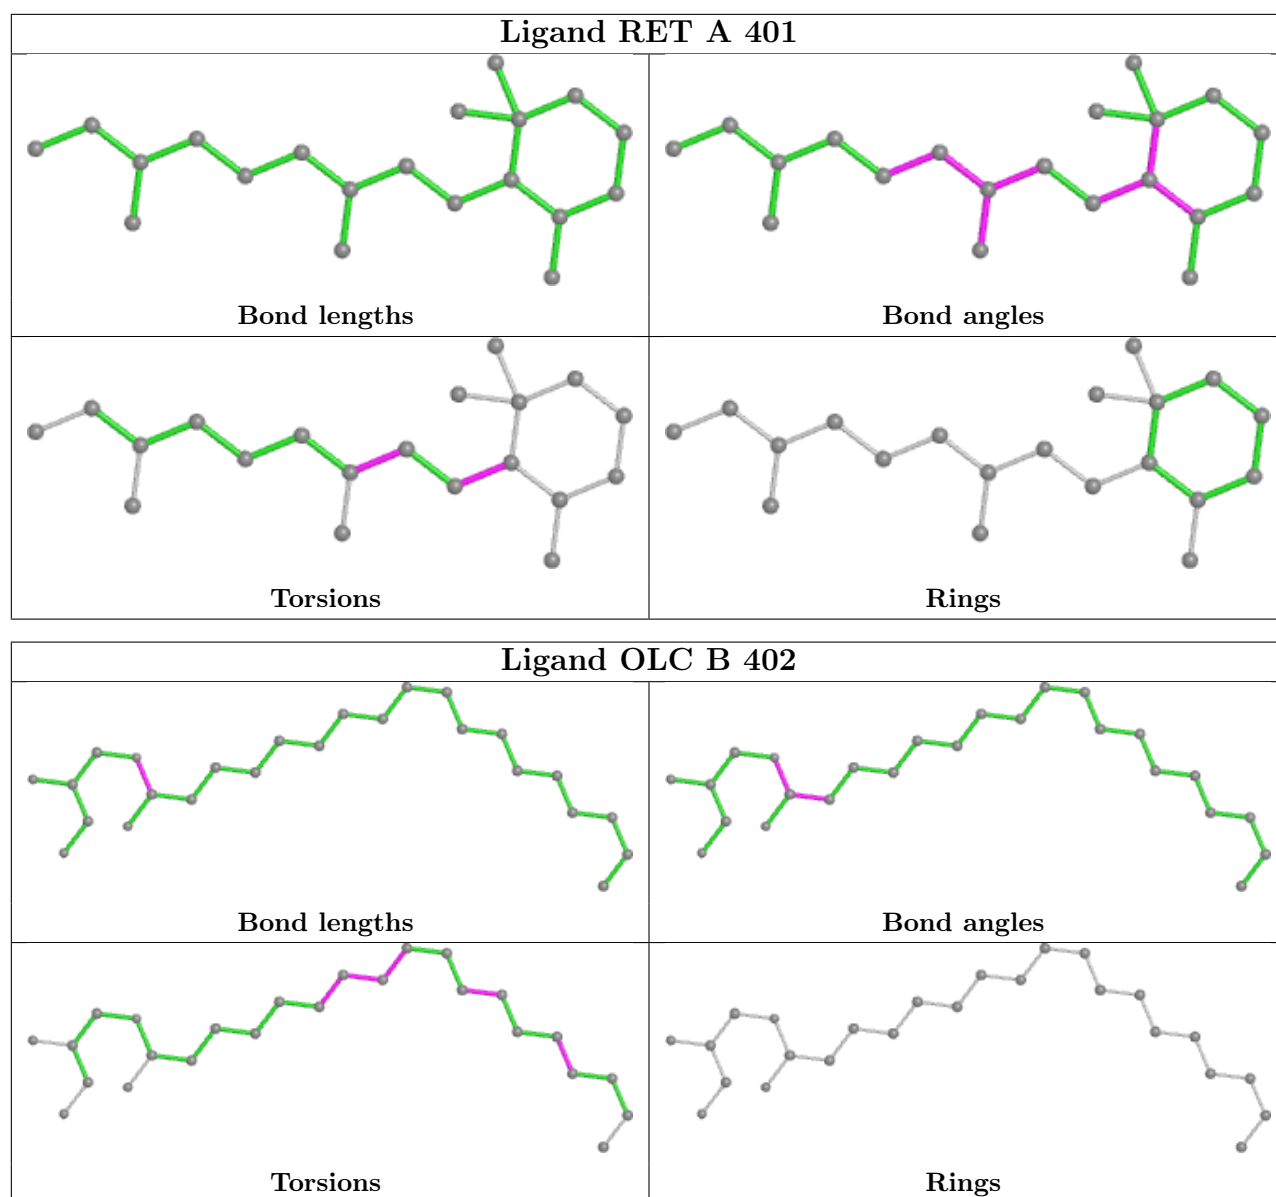 Ligand RET A 401
Bond lengths
Bond angles
Torsions
Rings
Ligand OLC B 402
Bond lengths
Bond angles
Torsions
Rings